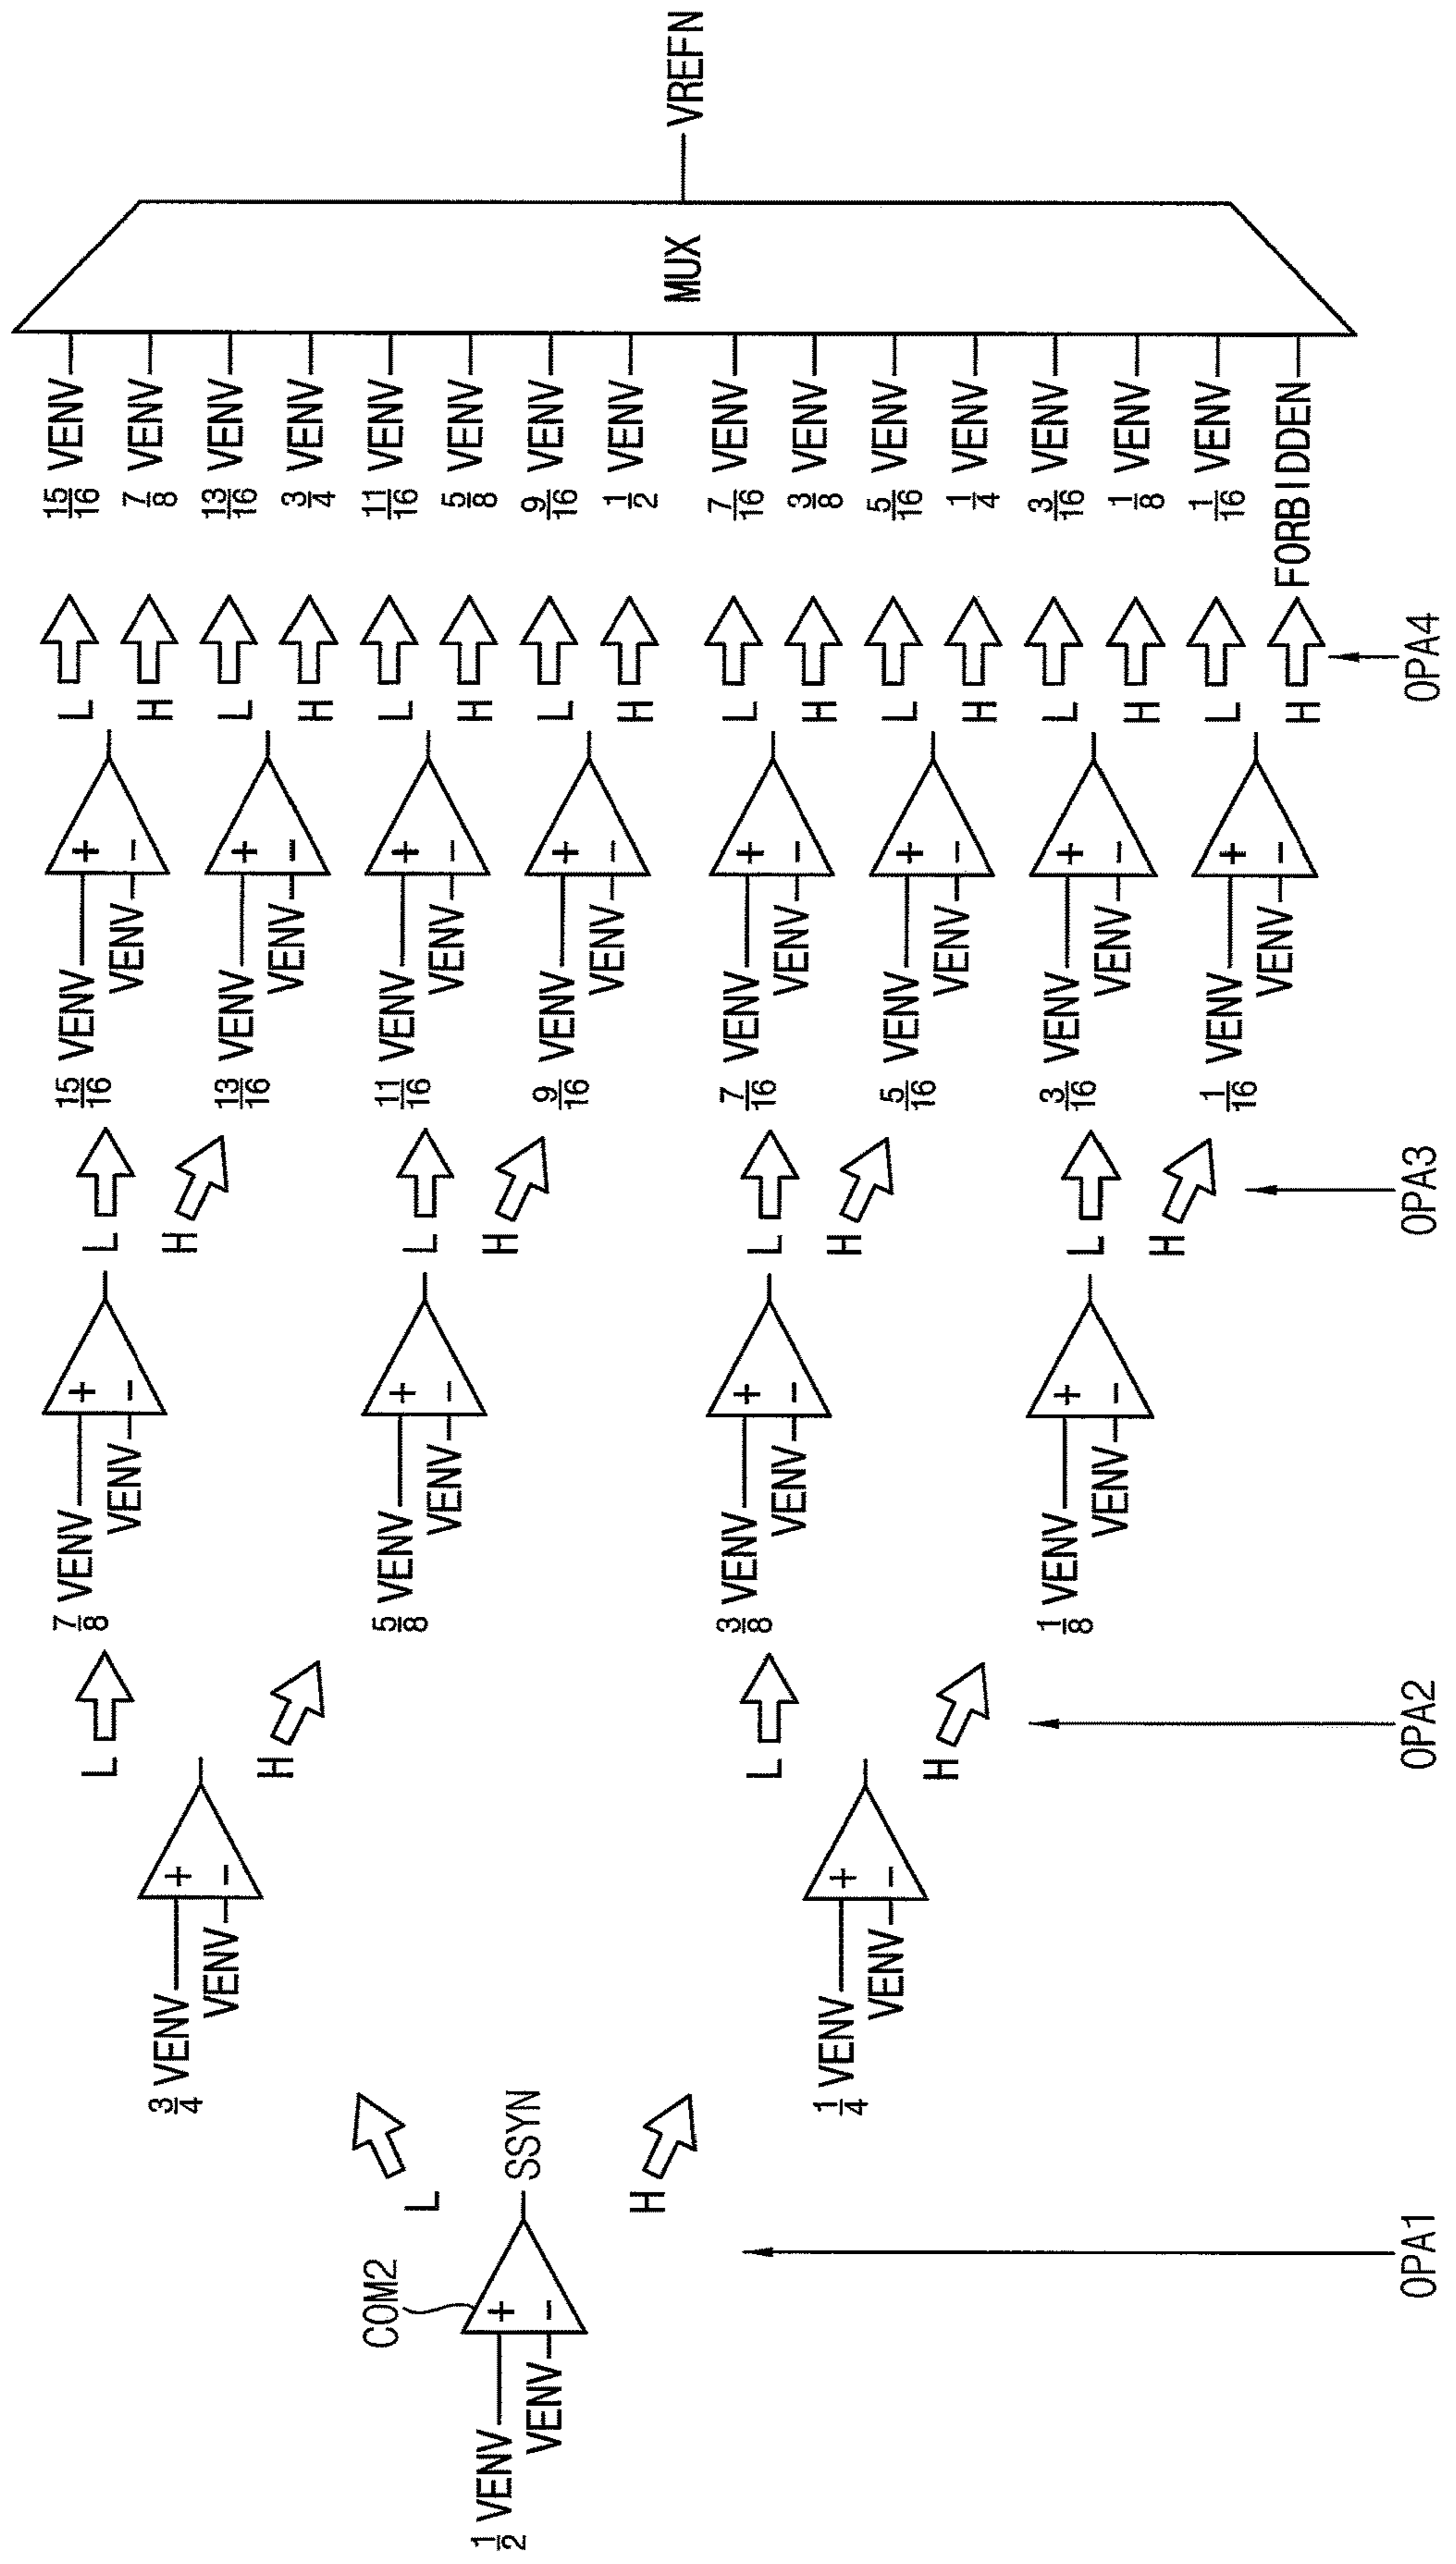 1/2 VENV
VENV
COM2
+
−
SSYN
L
H
OPA1
3/4 VENV
VENV
+
−
L
H
1/4 VENV
VENV
+
−
L
H
OPA2
7/8 VENV
VENV
+
−
L
H
5/8 VENV
VENV
+
−
L
H
3/8 VENV
VENV
+
−
L
H
1/8 VENV
VENV
+
−
L
H
OPA3
15/16 VENV
VENV
+
−
L
H
13/16 VENV
VENV
+
−
L
H
11/16 VENV
VENV
+
−
L
H
9/16 VENV
VENV
+
−
L
H
7/16 VENV
VENV
+
−
L
H
5/16 VENV
VENV
+
−
L
H
3/16 VENV
VENV
+
−
L
H
1/16 VENV
VENV
+
−
L
H
OPA4
15/16 VENV
7/8 VENV
13/16 VENV
3/4 VENV
11/16 VENV
5/8 VENV
9/16 VENV
1/2 VENV
7/16 VENV
3/8 VENV
5/16 VENV
1/4 VENV
3/16 VENV
1/8 VENV
1/16 VENV
FORBIDDEN
MUX
VREFN